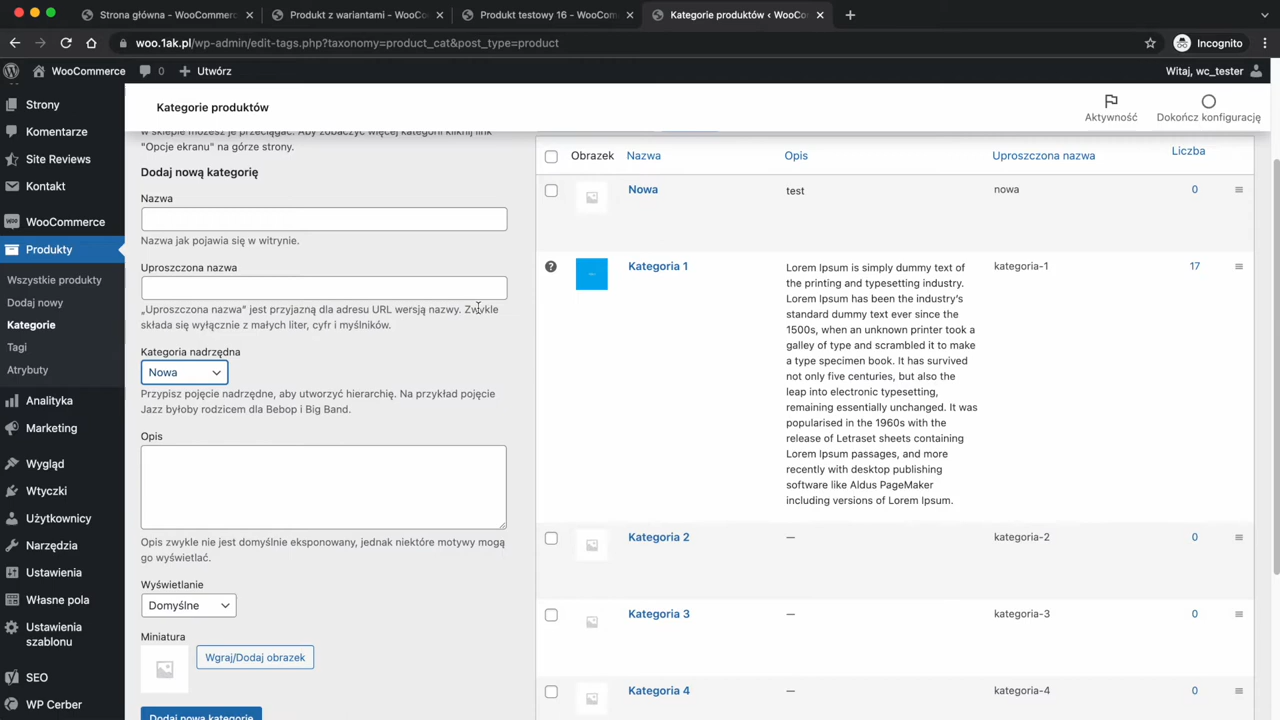 Strona główna - WooCommerc
Produkt z wariantami - WooCo
Produkt testowy 16 - WooCom
Kategorie produktów ‹ WooCo
woo.1ak.pl/wp-admin/edit-tags.php?taxonomy=product_cat&post_type=product
Incognito
WooCommerce
0
Utwórz
Witaj, wc_tester
Strony
Komentarze
Site Reviews
Kontakt
WooCommerce
Produkty
Wszystkie produkty
Dodaj nowy
Kategorie
Tagi
Atrybuty
Analityka
Marketing
Wygląd
Wtyczki
Użytkownicy
Narzędzia
Ustawienia
Własne pola
Ustawienia
szablonu
SEO
WP Cerber
Kategorie produktów
Aktywność
Dokończ konfigurację
w sklepie możesz je przeciągać. Aby zobaczyć więcej kategorii kliknij link
"Opcje ekranu" na górze strony.
Dodaj nową kategorię
Nazwa
Nazwa jak pojawia się w witrynie.
Uproszczona nazwa
„Uproszczona nazwa” jest przyjazną dla adresu URL wersją nazwy. Zwykle
składa się wyłącznie z małych liter, cyfr i myślników.
Kategoria nadrzędna
Nowa
Przypisz pojęcie nadrzędne, aby utworzyć hierarchię. Na przykład pojęcie
Jazz byłoby rodzicem dla Bebop i Big Band.
Opis
Opis zwykle nie jest domyślnie eksponowany, jednak niektóre motywy mogą
go wyświetlać.
Wyświetlanie
Domyślne
Miniatura
Wgraj/Dodaj obrazek
Dodaj nową kategorię
Obrazek
Nazwa
Opis
Uproszczona nazwa
Liczba
Nowa
test
nowa
0
Kategoria 1
Lorem Ipsum is simply dummy text of
the printing and typesetting industry.
Lorem Ipsum has been the industry's
standard dummy text ever since the
1500s, when an unknown printer took a
galley of type and scrambled it to make
a type specimen book. It has survived
not only five centuries, but also the
leap into electronic typesetting,
remaining essentially unchanged. It was
popularised in the 1960s with the
release of Letraset sheets containing
Lorem Ipsum passages, and more
recently with desktop publishing
software like Aldus PageMaker
including versions of Lorem Ipsum.
kategoria-1
17
Kategoria 2
—
kategoria-2
0
Kategoria 3
—
kategoria-3
0
Kategoria 4
—
kategoria-4
0